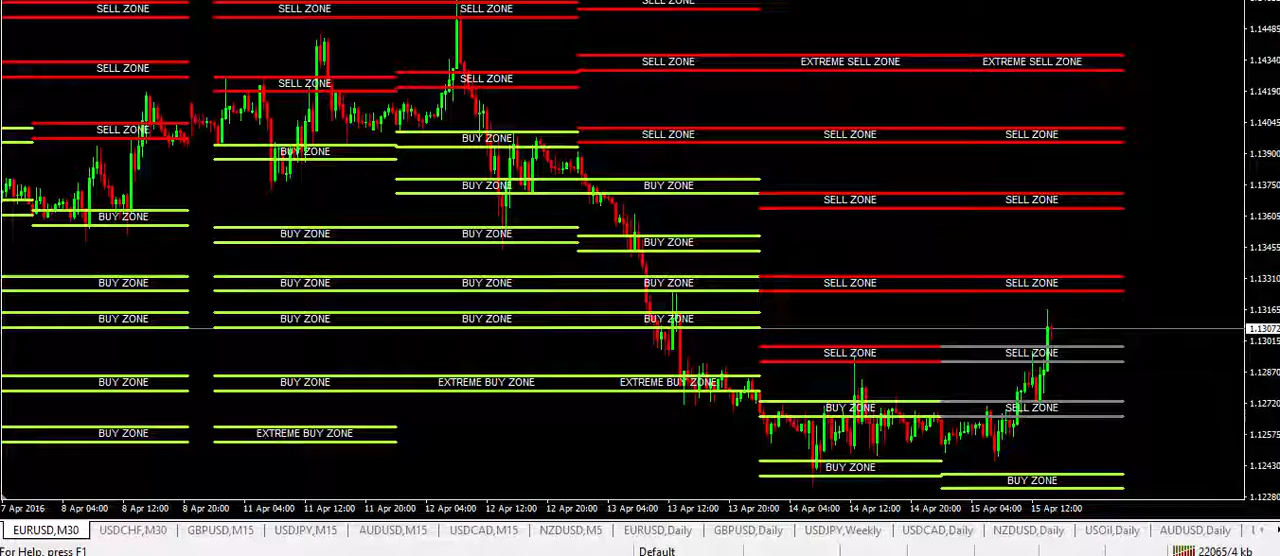 SELL ZONE SELL ZONE SELL ZONE SELL ZONE
1.14485
SELL ZONE SELL ZONE EXTREME SELL ZONE EXTREME SELL ZONE
1.14340
SELL ZONE SELL ZONE
1.14190
SELL ZONE SELL ZONE SELL ZONE SELL ZONE
1.14045
BUY ZONE
BUY ZONE
1.13900
BUY ZONE BUY ZONE
1.13750
SELL ZONE SELL ZONE
BUY ZONE
1.13605
BUY ZONE BUY ZONE BUY ZONE
1.13455
BUY ZONE BUY ZONE BUY ZONE BUY ZONE SELL ZONE SELL ZONE
1.13310
1.13165
BUY ZONE BUY ZONE BUY ZONE BUY ZONE
1.13072
1.13015
SELL ZONE SELL ZONE
1.12870
BUY ZONE BUY ZONE EXTREME BUY ZONE EXTREME BUY ZONE
1.12720
BUY ZONE SELL ZONE
1.12575
BUY ZONE EXTREME BUY ZONE
1.12430
BUY ZONE
BUY ZONE
1.12280
7 Apr 2016 8 Apr 04:00 8 Apr 12:00 8 Apr 20:00 11 Apr 04:00 11 Apr 12:00 11 Apr 20:00 12 Apr 04:00 12 Apr 12:00 12 Apr 20:00 13 Apr 04:00 13 Apr 12:00 13 Apr 20:00 14 Apr 04:00 14 Apr 12:00 14 Apr 20:00 15 Apr 04:00 15 Apr 12:00
EURUSD,M30 USDCHF,M30 GBPUSD,M15 USDJPY,M15 AUDUSD,M15 USDCAD,M15 NZDUSD,M5 EURUSD,Daily GBPUSD,Daily USDJPY,Weekly USDCAD,Daily NZDUSD,Daily USOil,Daily AUDUSD,Daily
For Help, press F1 Default 22065/4 kb